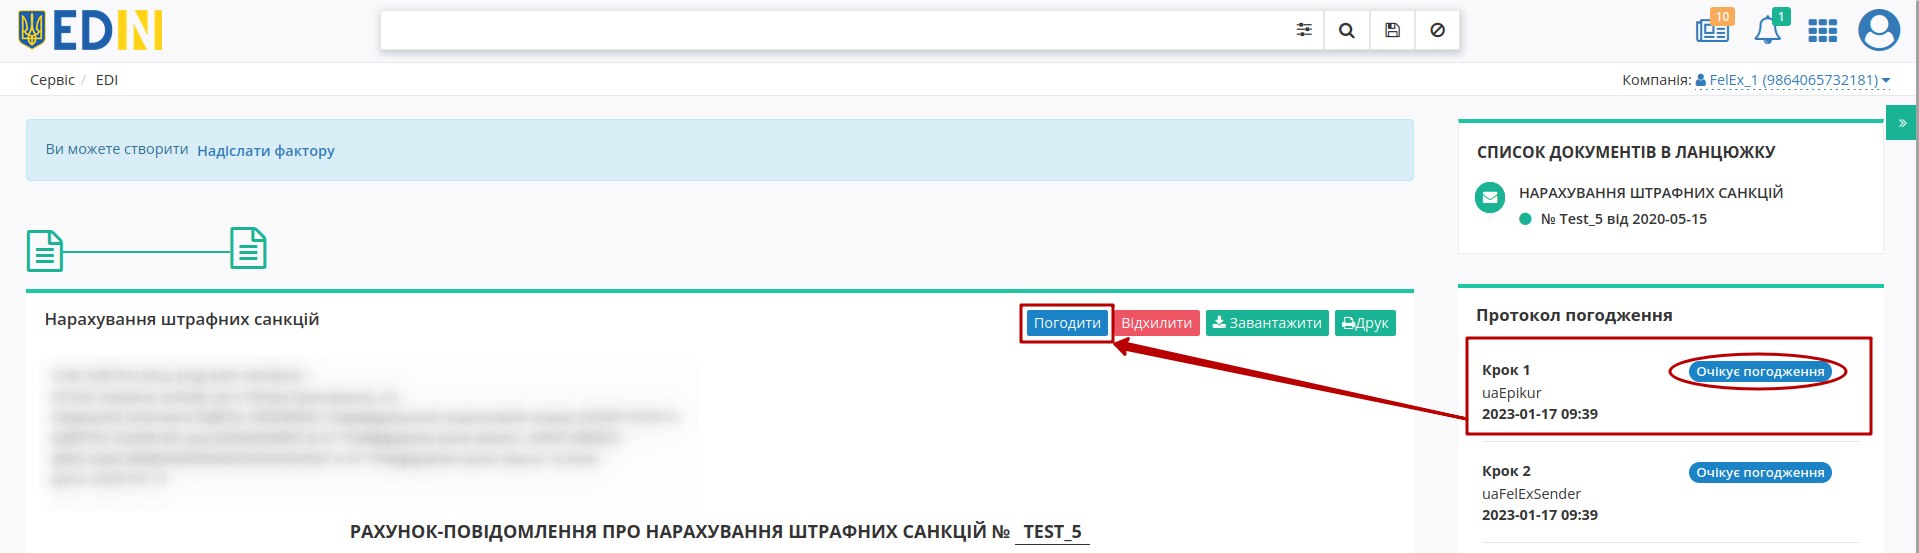 EDIN
10
1
Сервіс / EDI
Компанія: FelEx_1 (9864065732181)
Ви можете створити Надіслати фактору
»
СПИСОК ДОКУМЕНТІВ В ЛАНЦЮЖКУ
НАРАХУВАННЯ ШТРАФНИХ САНКЦІЙ
№ Test_5 від 2020-05-15
Нарахування штрафних санкцій
Погодити Відхилити Завантажити Друк
Протокол погодження
Крок 1 Очікує погодження
uaEpikur
2023-01-17 09:39
Крок 2 Очікує погодження
uaFelExSender
2023-01-17 09:39
РАХУНОК-ПОВІДОМЛЕННЯ ПРО НАРАХУВАННЯ ШТРАФНИХ САНКЦІЙ № TEST_5